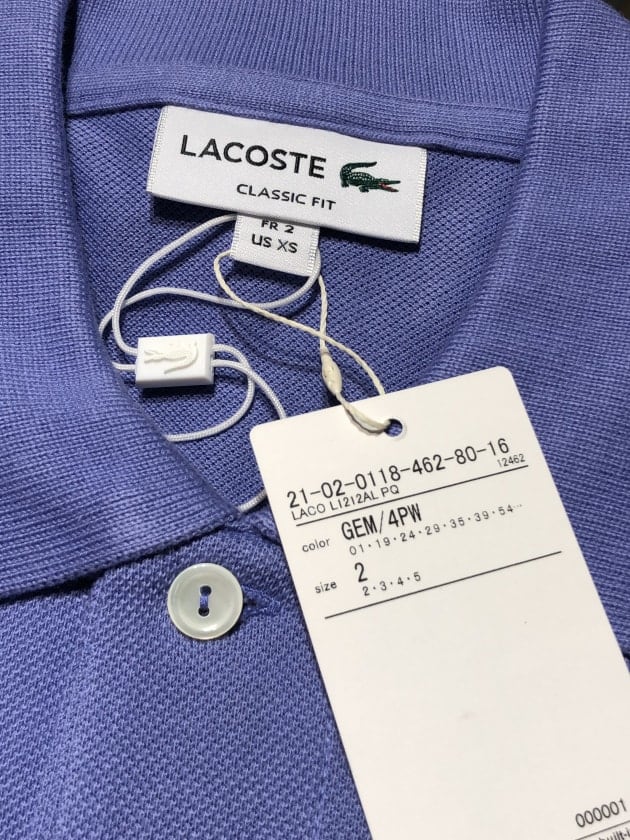 LACOSTE
CLASSIC FIT
FR 2
US XS
21-02-0118-462-80-16
LACO L1212AL PQ 12462
color GEM/4PW
01・19・24・29・35・39・54…
size 2
2・3・4・5
000001